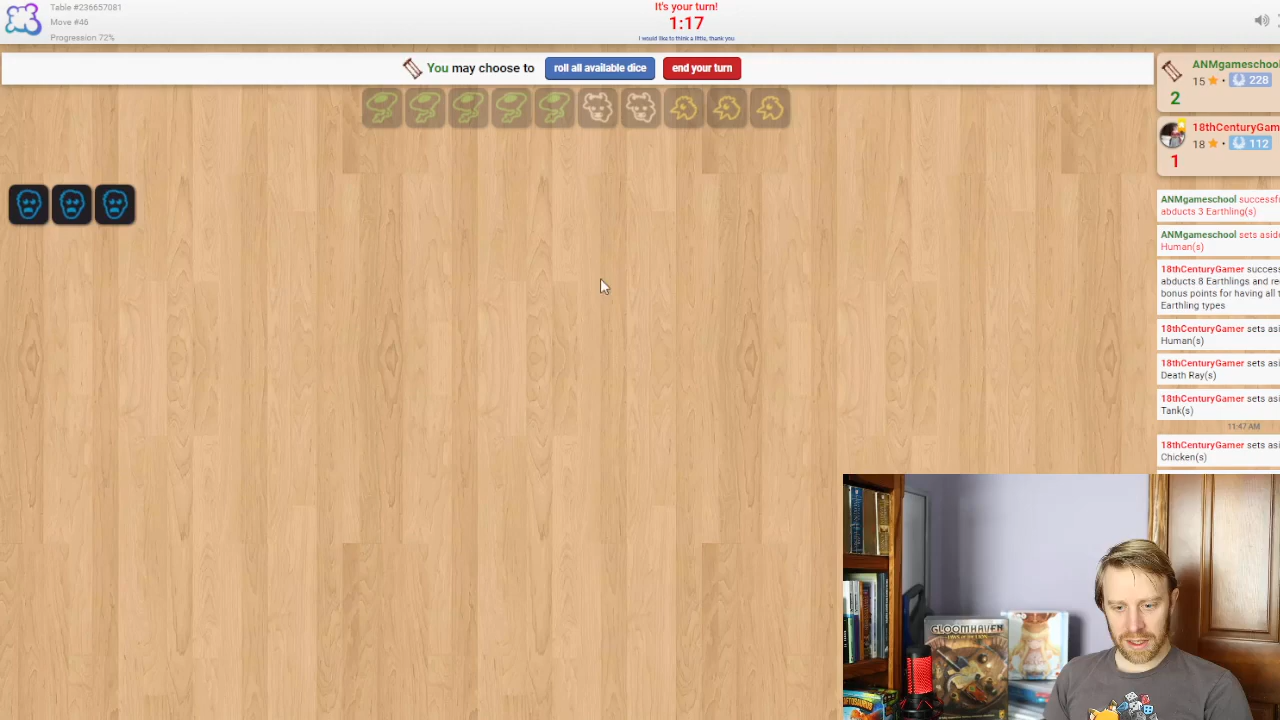 Table #236657081
Move #46
Progression 72%
It's your turn!
1:17
I would like to think a little, thank you
You may choose to roll all available dice end your turn
ANMgameschool
15 • 228
2
18thCenturyGam
18 • 112
1
ANMgameschool successfu
abducts 3 Earthling(s)
ANMgameschool sets aside
Human(s)
18thCenturyGamer success
abducts 8 Earthlings and re
bonus points for having all t
Earthling types
18thCenturyGamer sets asi
Human(s)
18thCenturyGamer sets asi
Death Ray(s)
18thCenturyGamer sets asi
Tank(s)
11:47 AM
18thCenturyGamer sets asi
Chicken(s)
GLOOMHAVEN